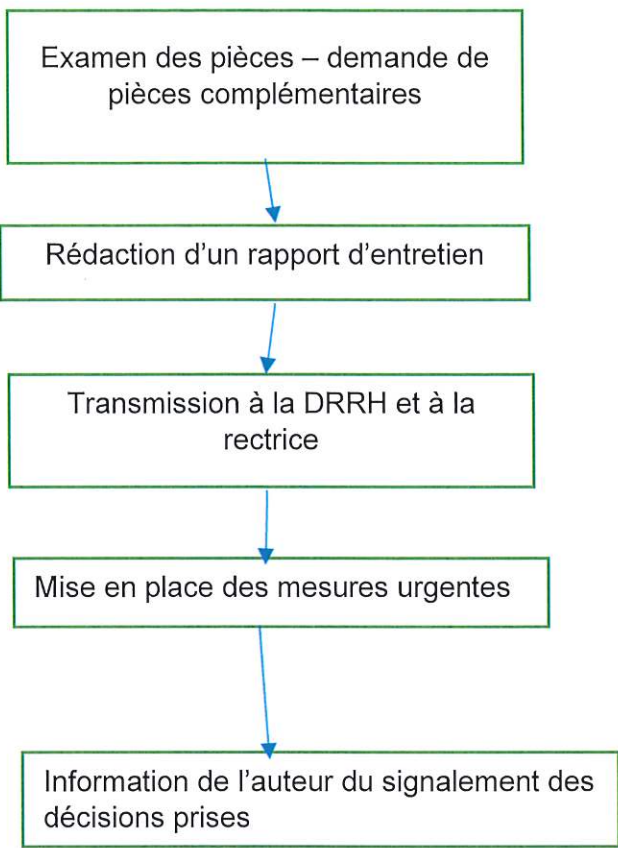 Examen des pièces – demande de
pièces complémentaires
Rédaction d'un rapport d'entretien
Transmission à la DRRH et à la
rectrice
Mise en place des mesures urgentes
Information de l'auteur du signalement des
décisions prises